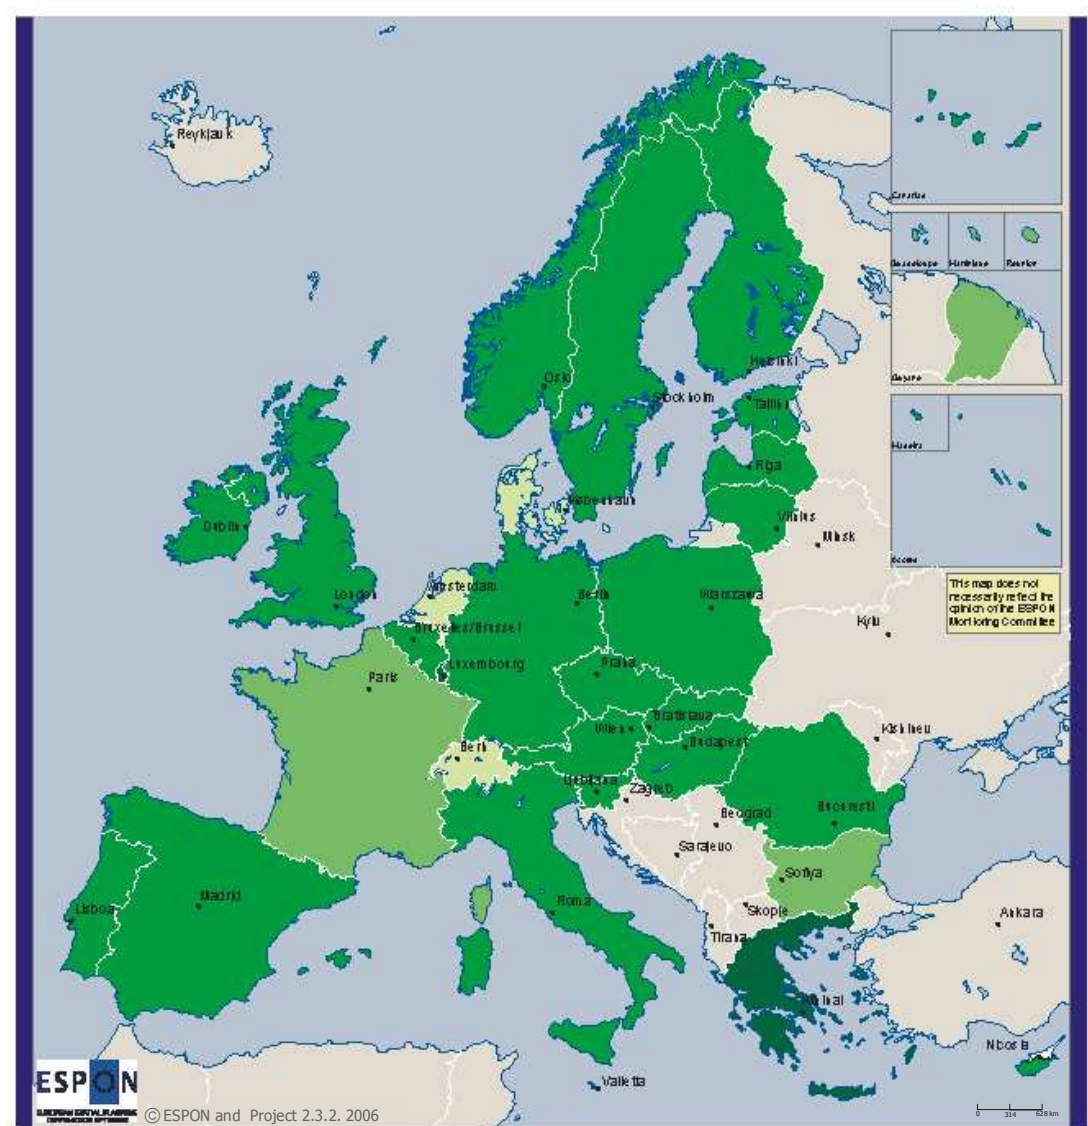 Reykjavik
Canarias
Guadeloupe Martinique Reunion
Guyane
Helsinki
Oslo
Stockholm
Tallinn
Madeira
Riga
København
Vilnius
Dublin
Minsk
Acores
This map does not
necessarily reflect the
opinion of the ESPON
Monitoring Committee
Amsterdam
London
Berlin
Warszawa
Kyiv
Bruxelles/Brussel
Luxembourg
Praha
Paris
Bratislava
Wien
Kishinev
Budapest
Bern
Ljubljana
Zagreb
Bucuresti
Beograd
Sarajevo
Sofiya
Madrid
Roma
Skopje
Lisboa
Ankara
Tirana
Athinai
Nicosia
ESPON
Valletta
© ESPON and Project 2.3.2. 2006
0 314 628 km